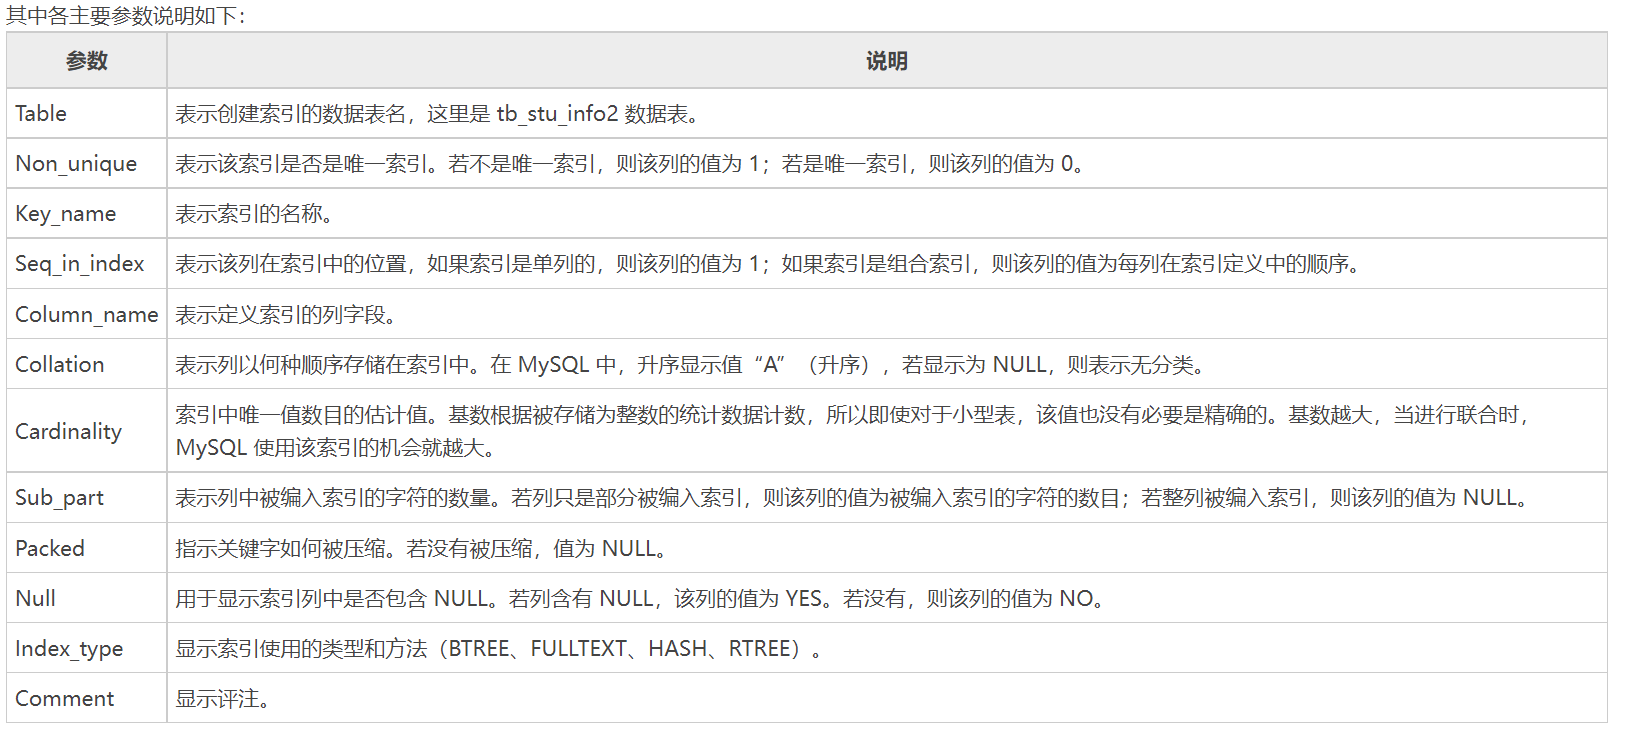 其中各主要参数说明如下：
参数 说明
Table 表示创建索引的数据表名，这里是 tb_stu_info2 数据表。
Non_unique 表示该索引是否是唯一索引。若不是唯一索引，则该列的值为 1；若是唯一索引，则该列的值为 0。
Key_name 表示索引的名称。
Seq_in_index 表示该列在索引中的位置，如果索引是单列的，则该列的值为 1；如果索引是组合索引，则该列的值为每列在索引定义中的顺序。
Column_name 表示定义索引的列字段。
Collation 表示列以何种顺序存储在索引中。在 MySQL 中，升序显示值“A”（升序），若显示为 NULL，则表示无分类。
Cardinality 索引中唯一值数目的估计值。基数根据被存储为整数的统计数据计数，所以即使对于小型表，该值也没有必要是精确的。基数越大，当进行联合时，
MySQL 使用该索引的机会就越大。
Sub_part 表示列中被编入索引的字符的数量。若列只是部分被编入索引，则该列的值为被编入索引的字符的数目；若整列被编入索引，则该列的值为 NULL。
Packed 指示关键字如何被压缩。若没有被压缩，值为 NULL。
Null 用于显示索引列中是否包含 NULL。若列含有 NULL，该列的值为 YES。若没有，则该列的值为 NO。
Index_type 显示索引使用的类型和方法（BTREE、FULLTEXT、HASH、RTREE）。
Comment 显示评注。